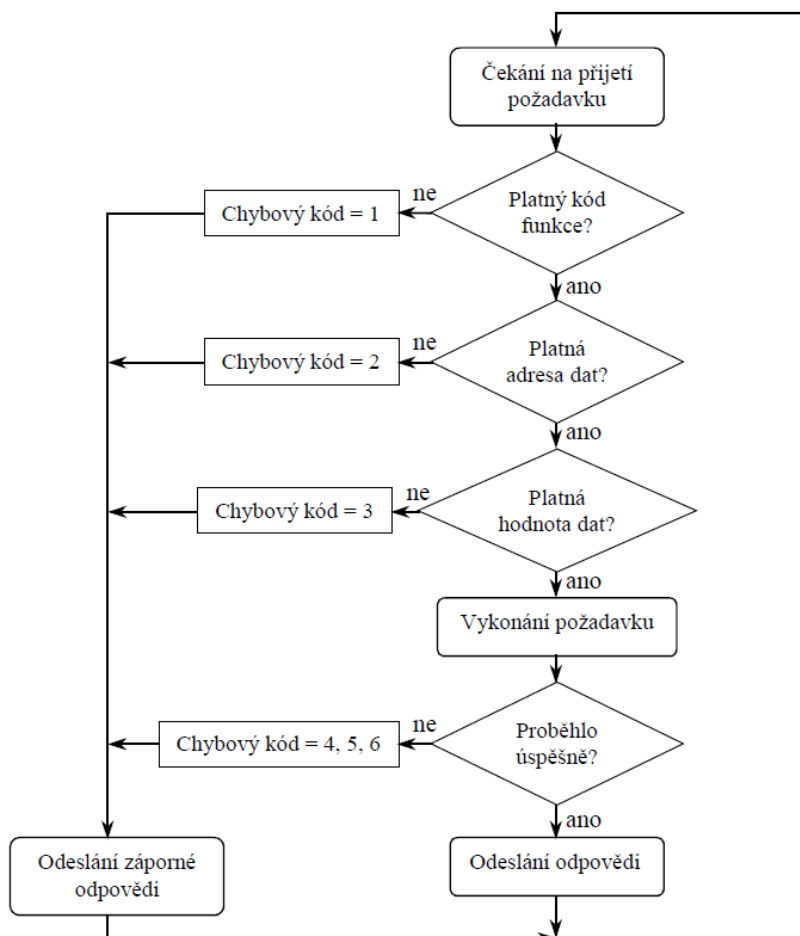 Čekání na přijetí
požadavku
ne
Chybový kód = 1
Platný kód
funkce?
ano
ne
Chybový kód = 2
Platná
adresa dat?
ano
ne
Chybový kód = 3
Platná
hodnota dat?
ano
Vykonání požadavku
ne
Chybový kód = 4, 5, 6
Proběhlo
úspěšně?
ano
Odeslání záporné
odpovědi
Odeslání odpovědi